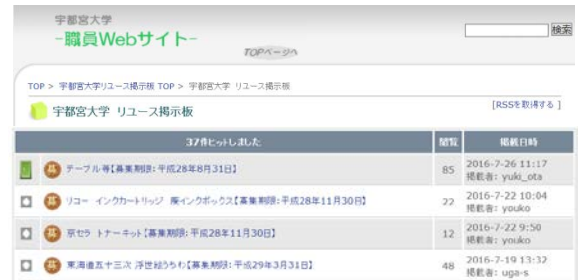 宇都宮大学
-職員Webサイト-
検索
TOPページへ
TOP > 宇都宮大学リユース掲示板 TOP > 宇都宮大学 リユース掲示板
宇都宮大学 リユース掲示板
[RSSを取得する ]
37件ヒットしました 閲覧 掲載日時
募 テーブル等【募集期限:平成28年8月31日】 85 2016-7-26 11:17
掲載者: yuki_ota
募 リコー インクカートリッジ 廃インクボックス【募集期限:平成28年11月30日】 22 2016-7-22 10:04
掲載者: youko
募 京セラ トナーキット【募集期限:平成28年11月30日】 12 2016-7-22 9:50
掲載者: youko
募 東海道五十三次 浮世絵うちわ【募集期限:平成29年3月31日】 48 2016-7-19 13:32
掲載者: uga-s